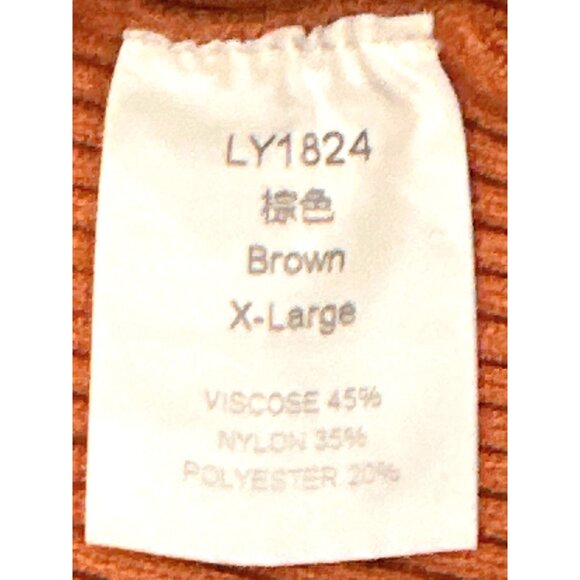 LY1824
棕色
Brown
X-Large
VISCOSE 45%
NYLON 35%
POLYESTER 20%